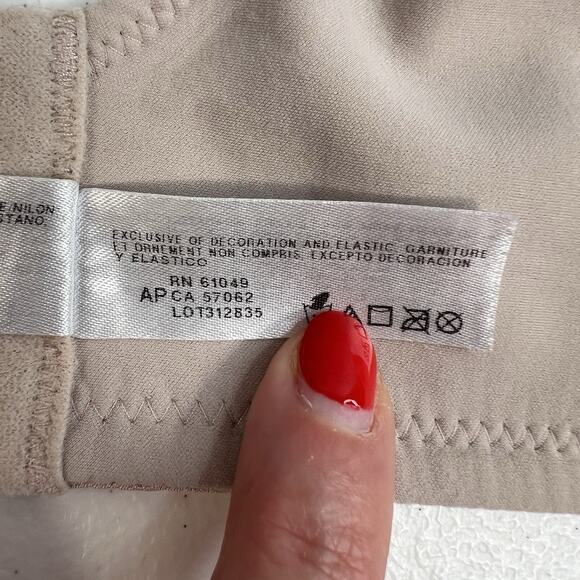 E/NILON
STANO.
EXCLUSIVE OF DECORATION AND ELASTIC, GARNITURE
ET ORNEMENT NON COMPRIS, EXCEPTO DECORACION
Y ELASTICO
RN 61049
AP CA 57062
LOT312835